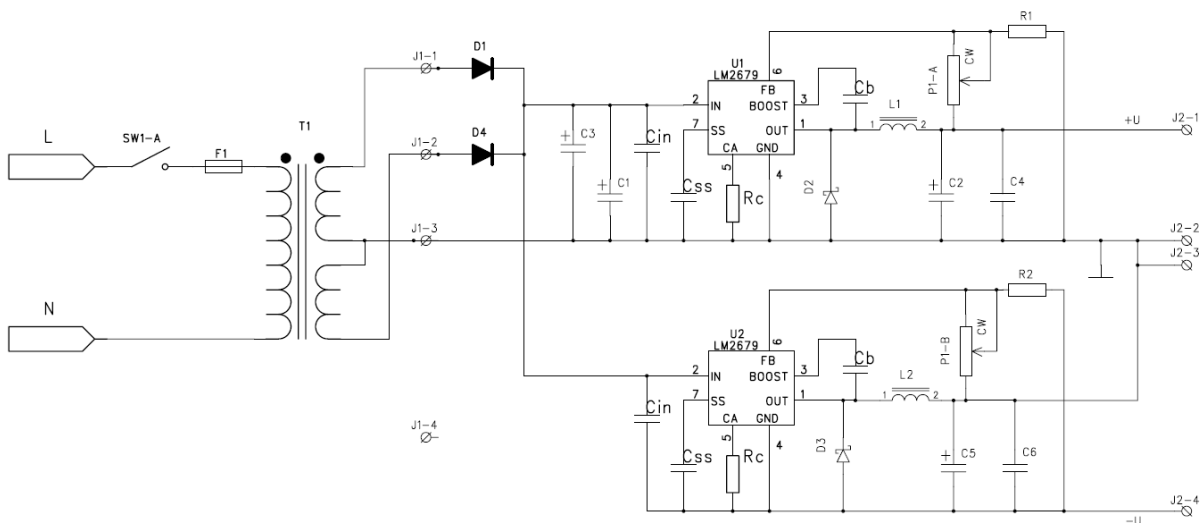 R1
J1-1
D1
6
P1-A
CW
U1
LM2679
FB
2 IN BOOST 3
Cb
L1
1 2
7 SS OUT 1
+U
J2-1
L
SW1-A
F1
T1
J1-2
D4
+ C3
Cin
CA GND
5
4
+ C1
Css
Rc
D2
+ C2
C4
J1-3
J2-2
J2-3
R2
N
6
P1-B
CW
U2
LM2679
FB
2 IN BOOST 3
Cb
L2
1 2
7 SS OUT 1
Cin
CA GND
5
4
J1-4
Css
Rc
D3
+ C5
C6
J2-4
-U